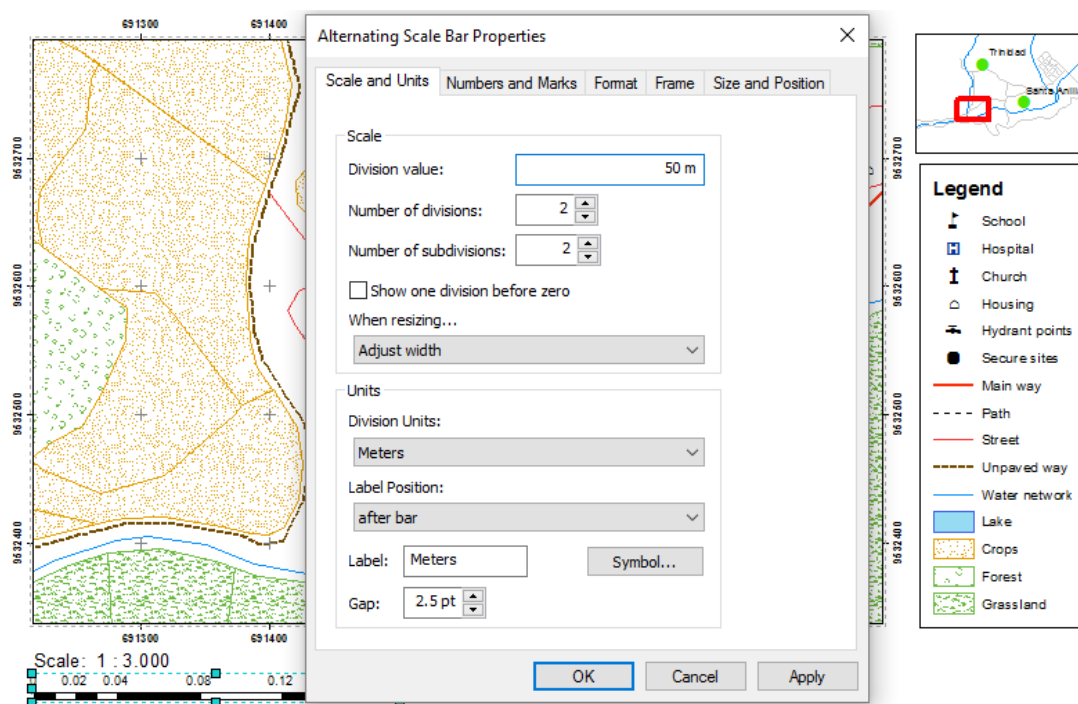 691300 691400
Alternating Scale Bar Properties
Scale and Units Numbers and Marks Format Frame Size and Position
Scale
Division value: 50 m
Number of divisions: 2
Number of subdivisions: 2
Show one division before zero
When resizing...
Adjust width
Units
Division Units:
Meters
Label Position:
after bar
Label: Meters Symbol...
Gap: 2.5 pt
OK Cancel Apply
9632700
9632600
9632500
9632400
9632700
9632600
9632500
9632400
691300 691400
Scale: 1 : 3.000
0.02 0.04 0.08 0.12
Trinidad
Legend
School
Hospital
Church
Housing
Hydrant points
Secure sites
Main way
Path
Street
Unpaved way
Water network
Lake
Crops
Forest
Grassland